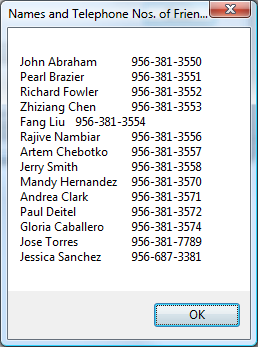 Names and Telephone Nos. of Frien...
John Abraham 956-381-3550
Pearl Brazier 956-381-3551
Richard Fowler 956-381-3552
Zhiziang Chen 956-381-3553
Fang Liu 956-381-3554
Rajive Nambiar 956-381-3556
Artem Chebotko 956-381-3557
Jerry Smith 956-381-3558
Mandy Hernandez 956-381-3570
Andrea Clark 956-381-3571
Paul Deitel 956-381-3572
Gloria Caballero 956-381-3574
Jose Torres 956-381-7789
Jessica Sanchez 956-687-3381
OK